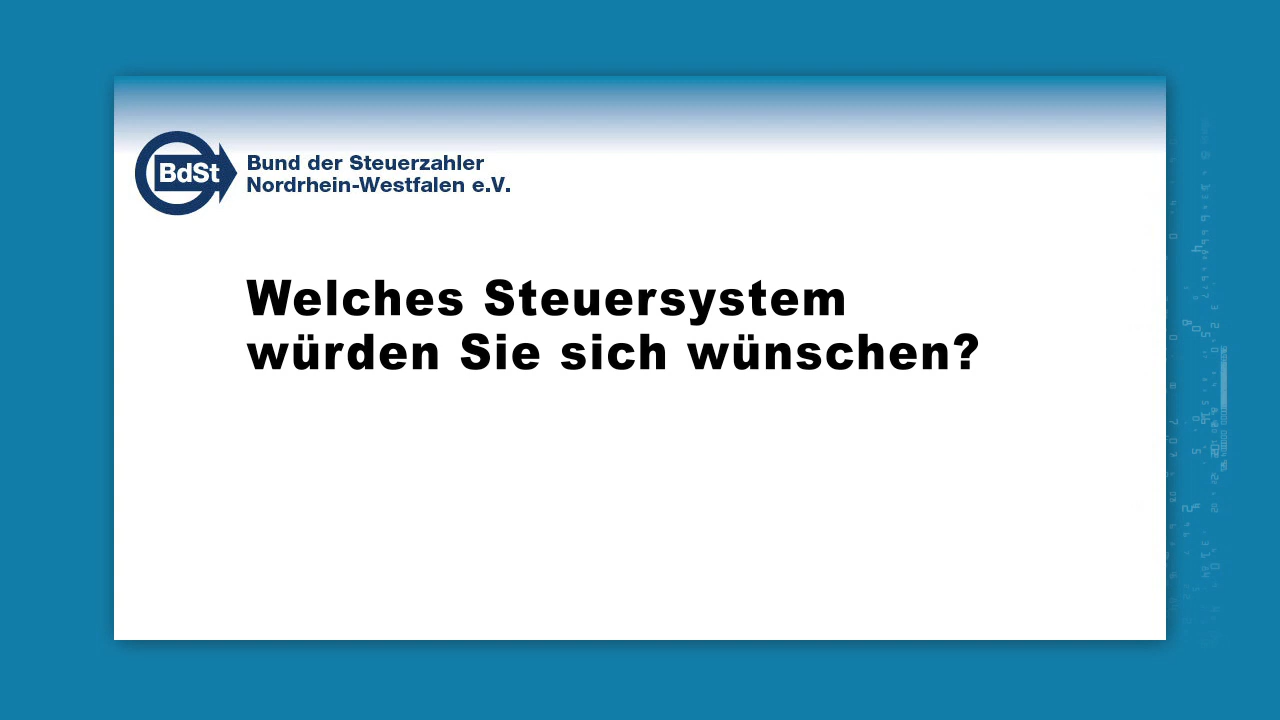 BdSt
Bund der Steuerzahler
Nordrhein-Westfalen e.V.
Welches Steuersystem
würden Sie sich wünschen?